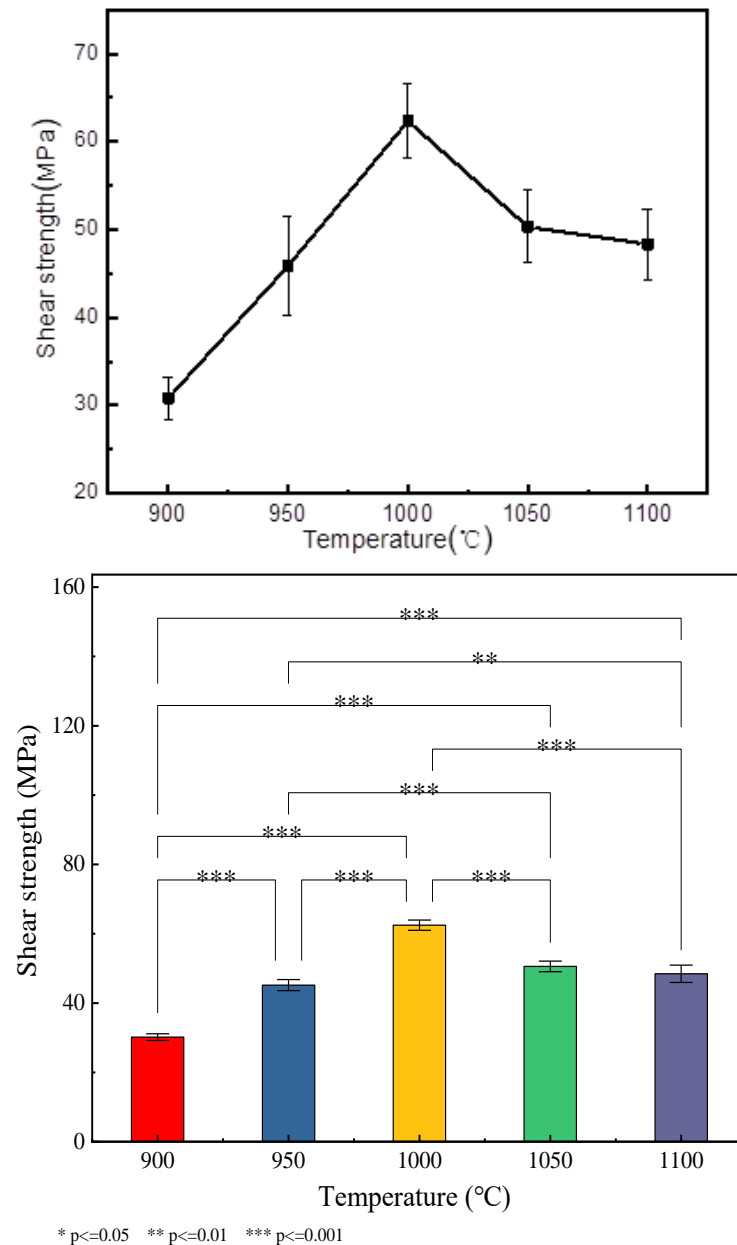 70
60
50
40
30
20
Shear strength(MPa)
900 950 1000 1050 1100
Temperature(℃)
160
120
80
40
0
Shear strength (MPa)
***
**
***
***
***
***
*** *** ***
900 950 1000 1050 1100
Temperature (°C)
* p<=0.05 ** p<=0.01 *** p<=0.001